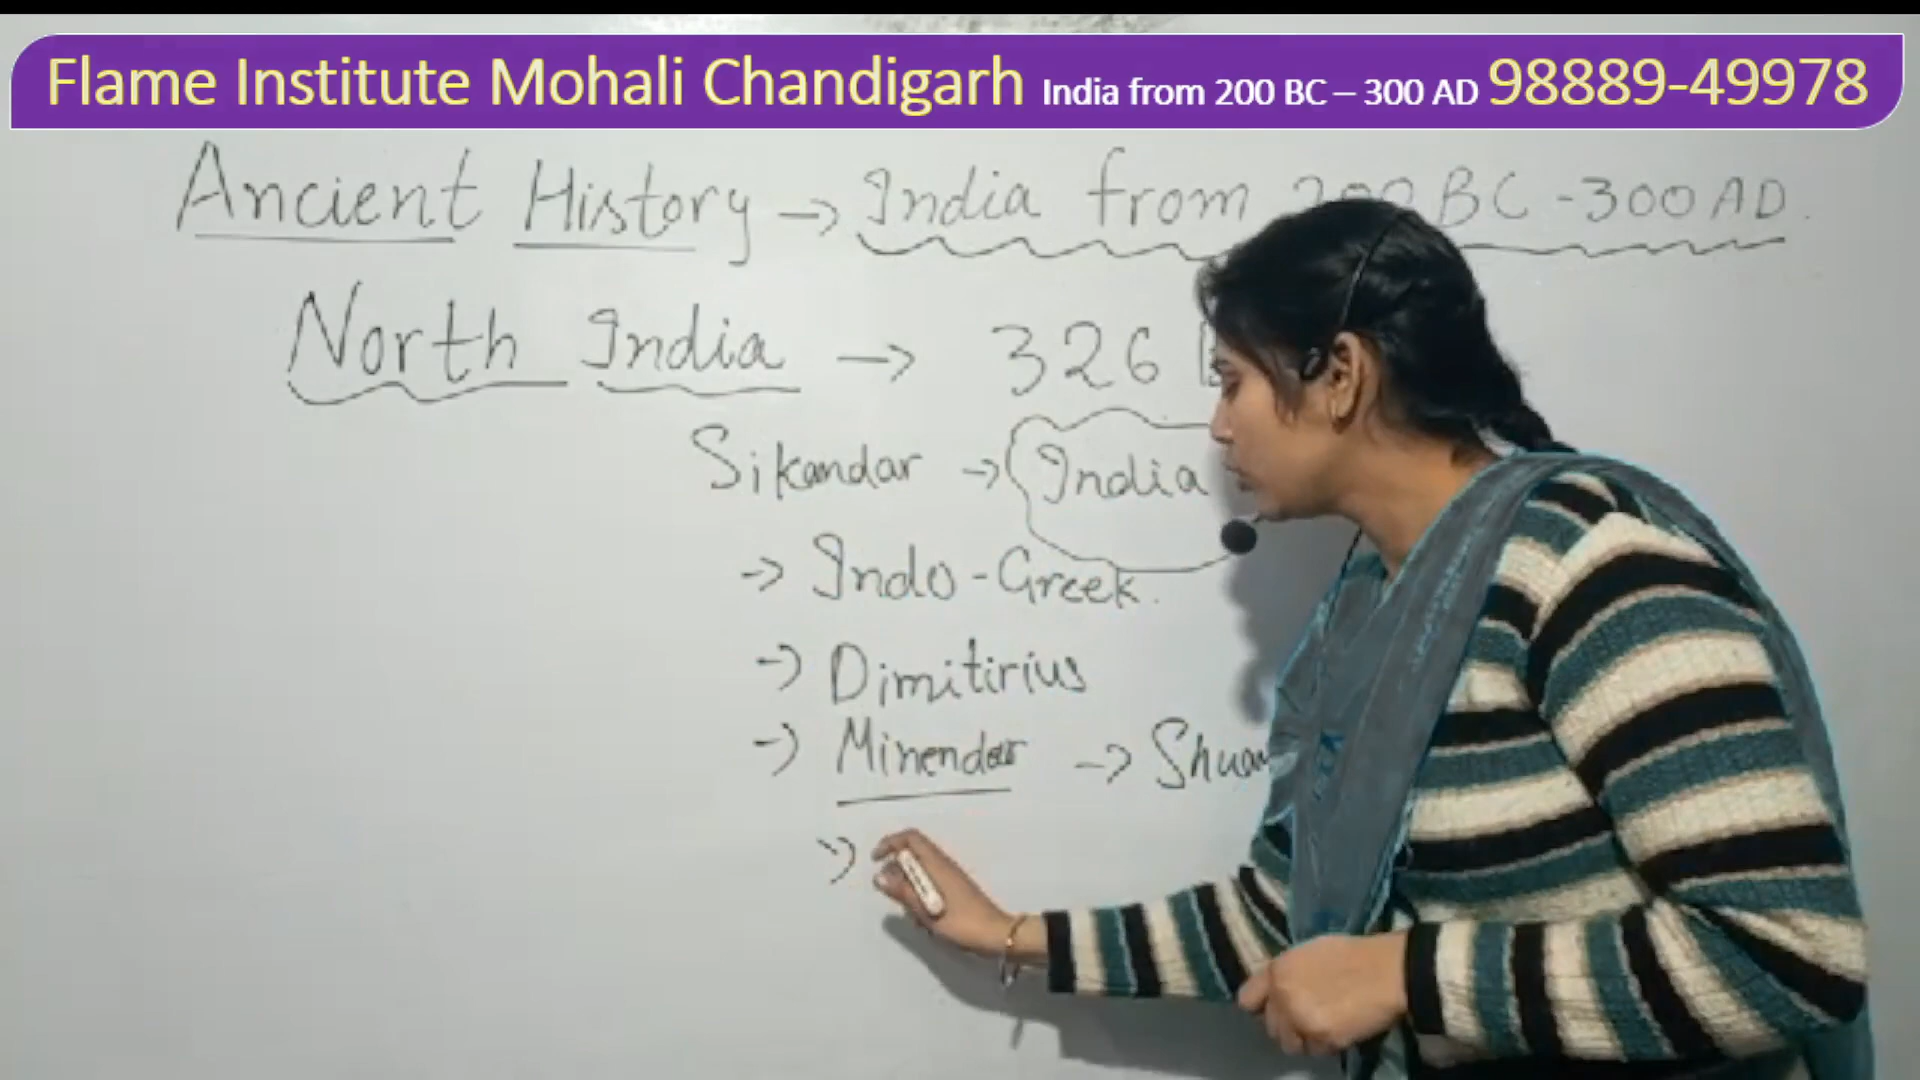 Flame Institute Mohali Chandigarh India from 200 BC – 300 AD 98889-49978
Ancient History → India from 200 BC - 300 AD.
North India → 326
Sikandar → India
→ Indo - Greek.
→ Dimitirius
→ Minendar →